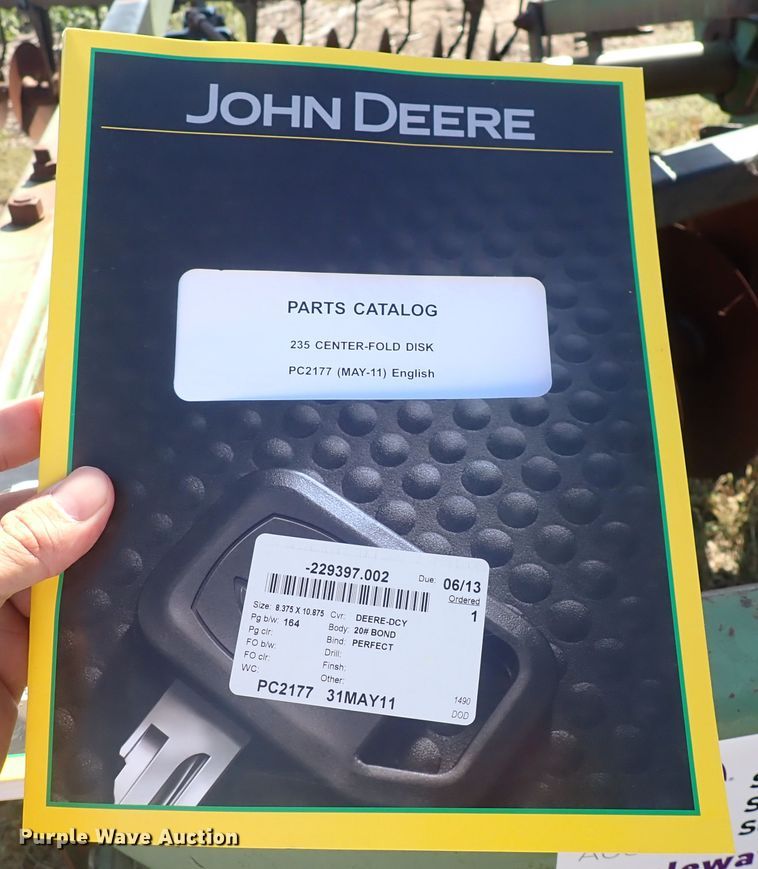 JOHN DEERE
PARTS CATALOG
235 CENTER-FOLD DISK
PC2177 (MAY-11) English
-229397.002
Due: 06/13
Ordered
1
Size: 8.375 X 10.875 Cvr: DEERE-DCY
Pg b/w: 164 Body: 20# BOND
Pg clr: Bind: PERFECT
FO b/w: Drill:
FO clr: Finsh:
WC: Other:
PC2177 31MAY11
1490
DOD
Purple Wave Auction